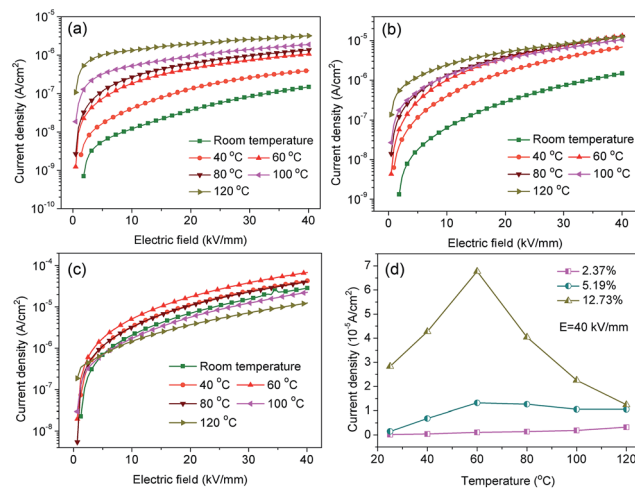 (a)
Current density (A/cm²)
10⁻⁵
10⁻⁶
10⁻⁷
10⁻⁸
10⁻⁹
10⁻¹⁰
Room temperature
40 °C 60 °C
80 °C 100 °C
120 °C
0 10 20 30 40
Electric field (kV/mm)
(b)
Current density (A/cm²)
10⁻⁵
10⁻⁶
10⁻⁷
10⁻⁸
10⁻⁹
Room temperature
40 °C 60 °C
80 °C 100 °C
120 °C
0 10 20 30 40
Electric field (kV/mm)
(c)
Current density (A/cm²)
10⁻⁴
10⁻⁵
10⁻⁶
10⁻⁷
10⁻⁸
Room temperature
40 °C 60 °C
80 °C 100 °C
120 °C
0 10 20 30 40
Electric field (kV/mm)
(d)
Current density (10⁻⁵A/cm²)
7
6
5
4
3
2
1
0
2.37%
5.19%
12.73%
E=40 kV/mm
20 40 60 80 100 120
Temperature (°C)